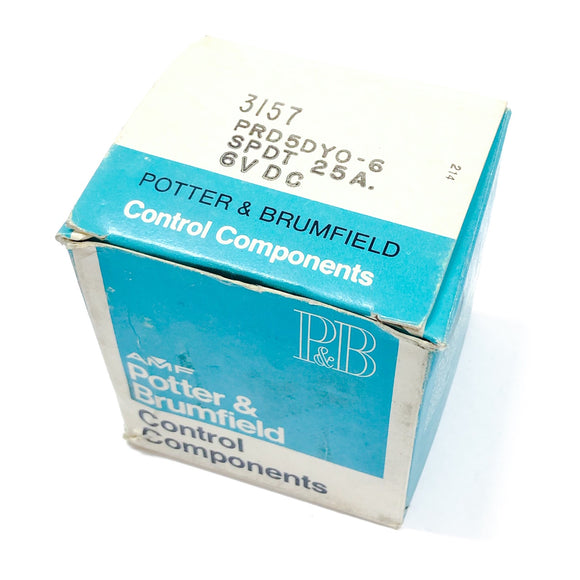 3157
PRD5DYO-6
SPDT 25A.
6VDC
214
POTTER & BRUMFIELD
Control Components
P&B
AMF
Potter &
Brumfield
Control
Components